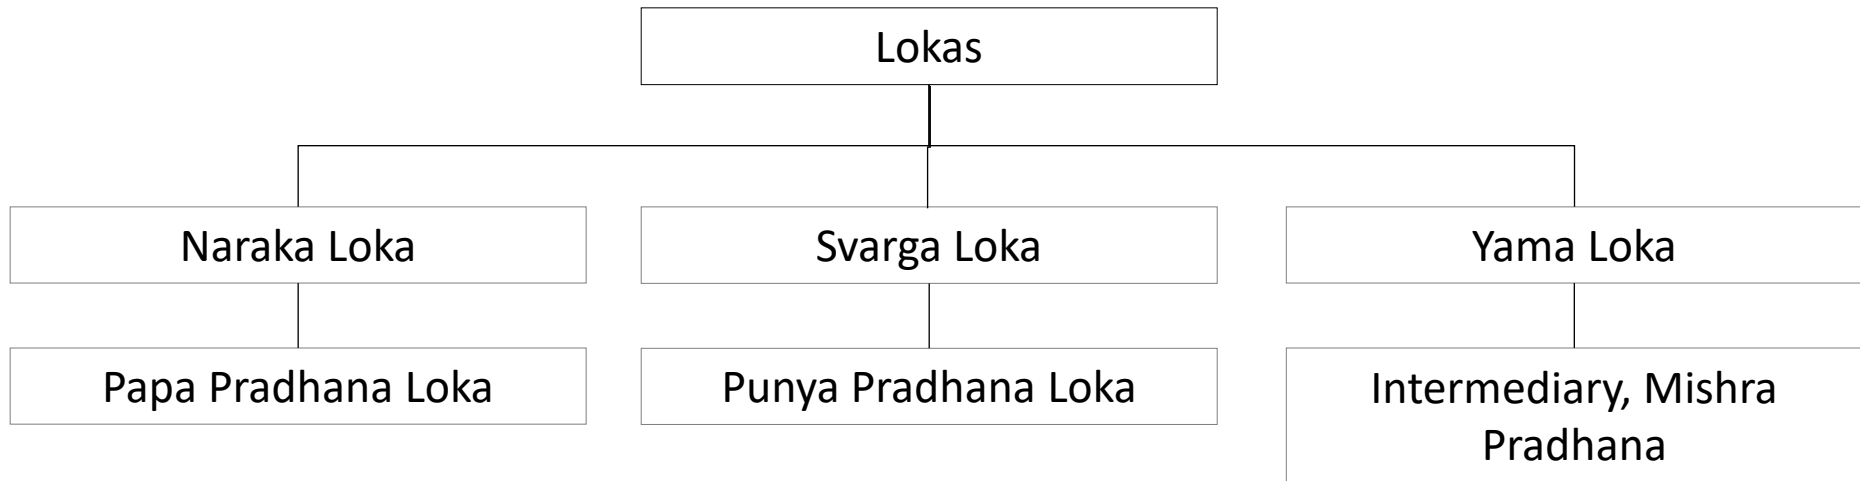 Lokas
Naraka Loka
Svarga Loka
Yama Loka
Papa Pradhana Loka
Punya Pradhana Loka
Intermediary, Mishra
Pradhana